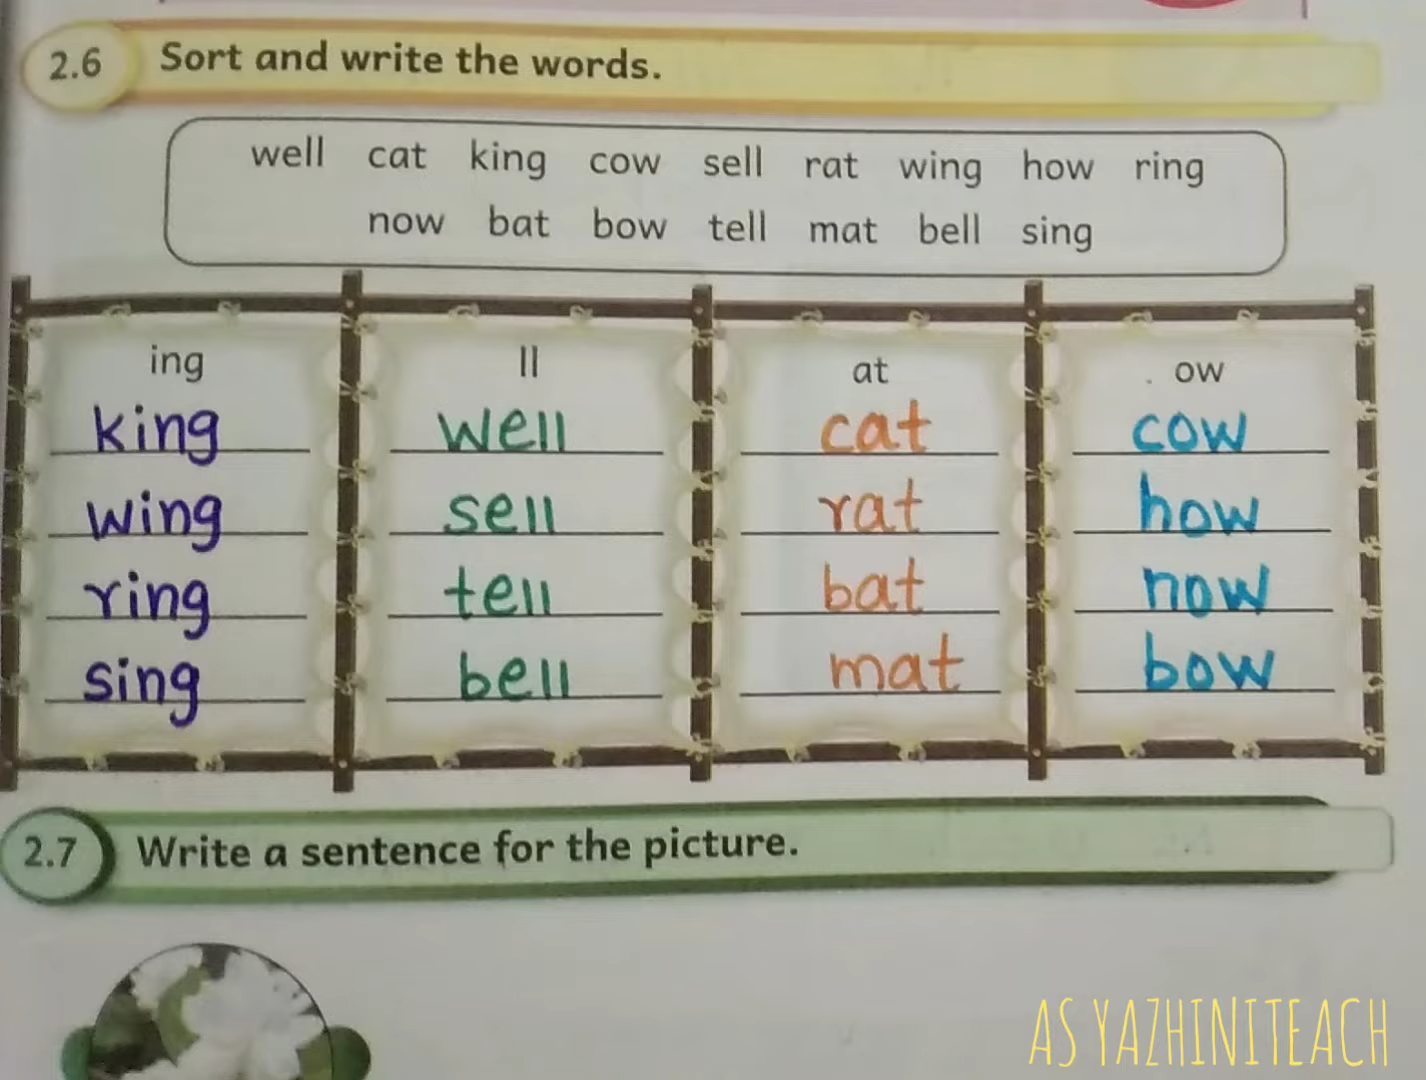 2.6 Sort and write the words.
well cat king cow sell rat wing how ring
now bat bow tell mat bell sing
ing ll at ow
king well cat cow
wing sell rat how
ring tell bat now
sing bell mat bow
2.7 Write a sentence for the picture.
AS YAZHINITEACH